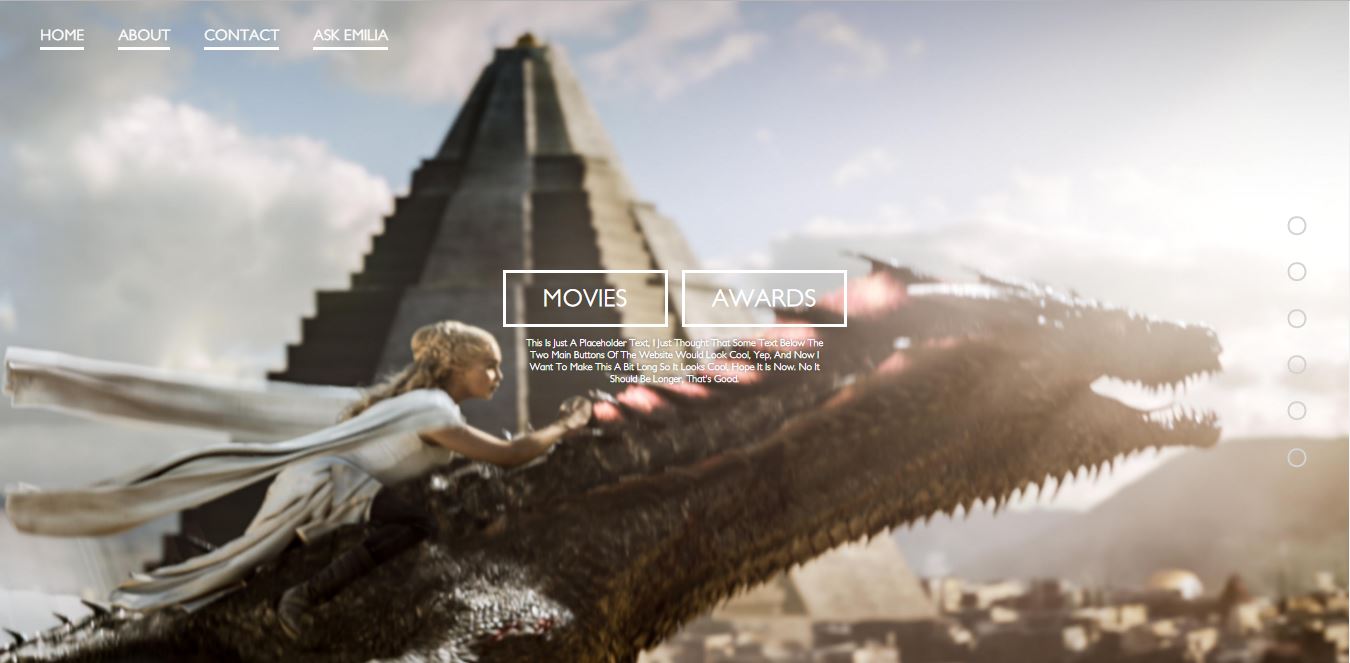 HOME ABOUT CONTACT ASK EMILIA
MOVIES AWARDS
This Is Just A Placeholder Text, I Just Thought That Some Text Below The
Two Main Buttons Of The Website Would Look Cool, Yep, And Now I
Want To Make This A Bit Long So It Looks Cool, Hope It Is Now. No It
Should Be Longer, That's Good.